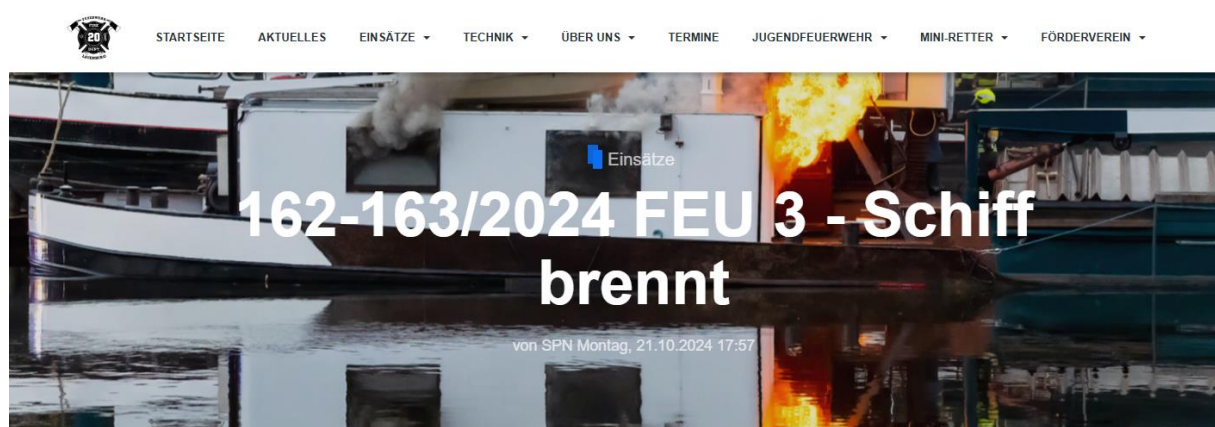 20
STARTSEITE AKTUELLES EINSÄTZE TECHNIK ÜBER UNS TERMINE JUGENDFEUERWEHR MINI-RETTER FÖRDERVEREIN
Einsätze
162-163/2024 FEU 3 - Schiff
brennt
von SPN Montag, 21.10.2024 17:57